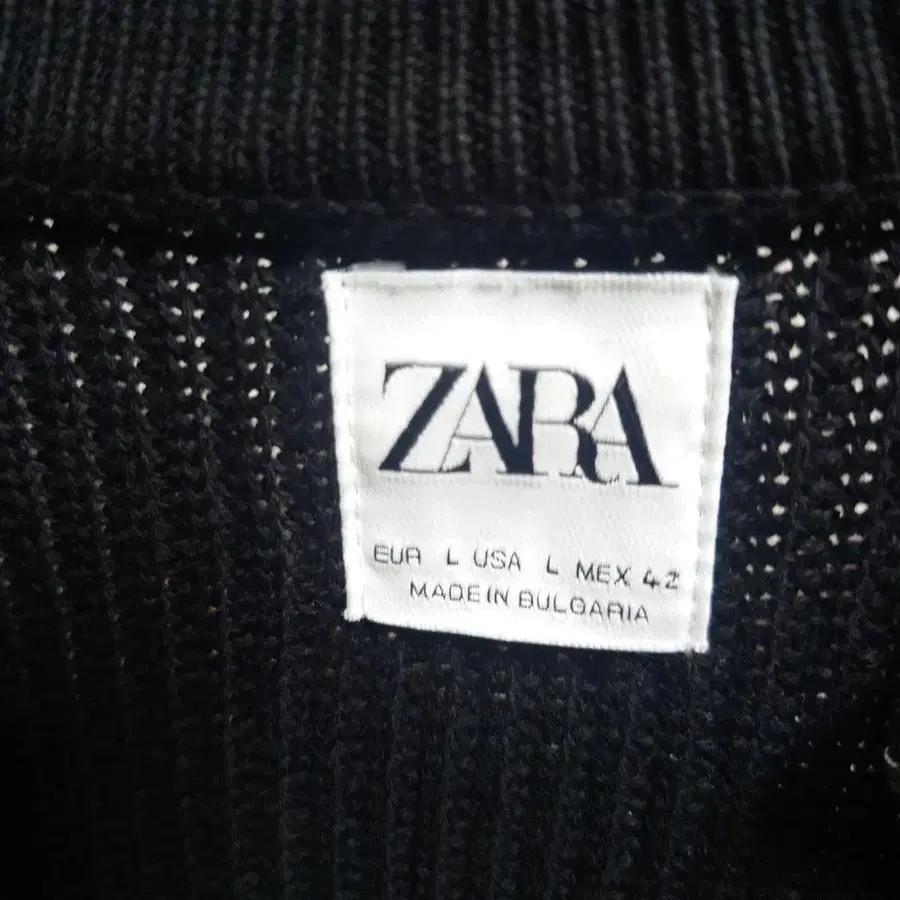 ZARA
EUR L USA L MEX 42
MADE IN BULGARIA